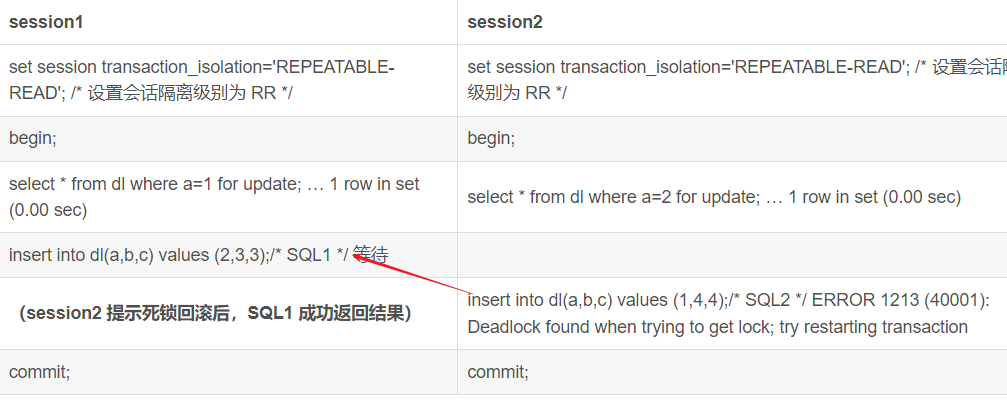 session1
session2
set session transaction_isolation='REPEATABLE-
READ'; /* 设置会话隔离级别为 RR */
set session transaction_isolation='REPEATABLE-READ'; /* 设置会话隔
级别为 RR */
begin;
begin;
select * from dl where a=1 for update; … 1 row in set
(0.00 sec)
select * from dl where a=2 for update; … 1 row in set (0.00 sec)
insert into dl(a,b,c) values (2,3,3);/* SQL1 */ 等待
(session2 提示死锁回滚后，SQL1 成功返回结果)
insert into dl(a,b,c) values (1,4,4);/* SQL2 */ ERROR 1213 (40001):
Deadlock found when trying to get lock; try restarting transaction
commit;
commit;